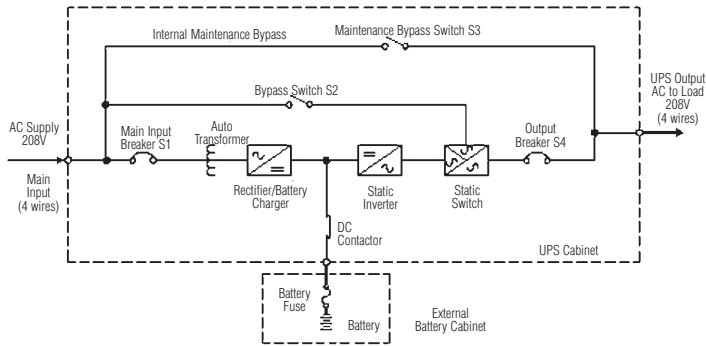 Internal Maintenance Bypass
Maintenance Bypass Switch S3
Bypass Switch S2
UPS Output
AC to Load
208V
(4 wires)
AC Supply
208V
Main Input
Breaker S1
Auto
Transformer
Output
Breaker S4
Main
Input
(4 wires)
Rectifier/Battery
Charger
Static
Inverter
Static
Switch
DC
Contactor
UPS Cabinet
Battery
Fuse
Battery
External
Battery Cabinet